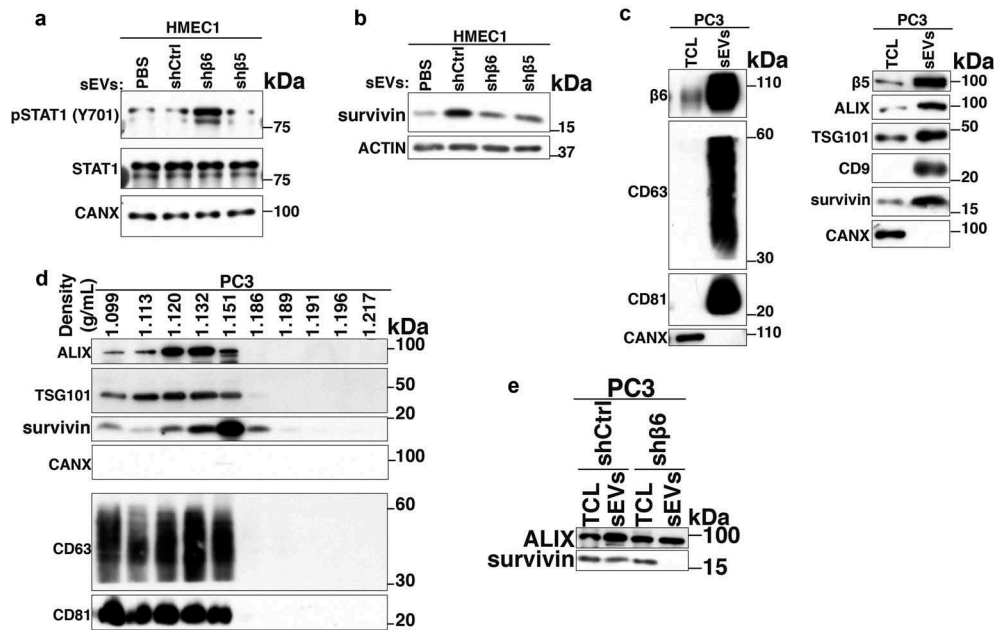 a
HMEC1
sEVs: PBS shCtrl shβ6 shβ5 kDa
pSTAT1 (Y701)
75
STAT1
75
CANX
100
b
HMEC1
sEVs: PBS shCtrl shβ6 shβ5 kDa
survivin
15
ACTIN
37
c
PC3
TCL sEVs kDa
β6
110
CD63
60
30
CD81
20
CANX
110
PC3
TCL sEVs kDa
β5
100
ALIX
100
TSG101
50
CD9
20
survivin
15
CANX
100
d
PC3
Density (g/mL)
1.099 1.113 1.120 1.132 1.151 1.186 1.189 1.191 1.196 1.217 kDa
ALIX
100
TSG101
50
20
survivin
CANX
100
CD63
60
30
CD81
20
e
PC3
shCtrl shβ6
TCL sEVs TCL sEVs kDa
ALIX
100
survivin
15